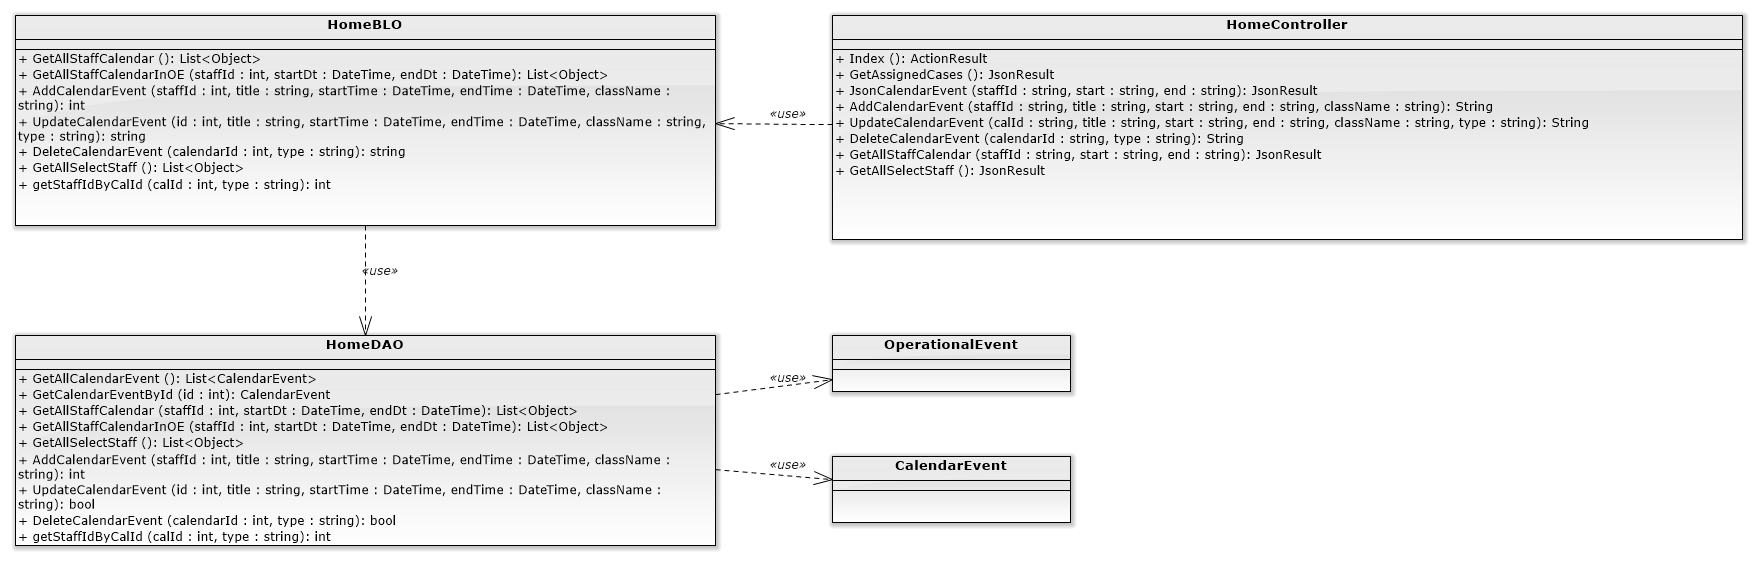 HomeBLO
+ GetAllStaffCalendar (): List<Object>
+ GetAllStaffCalendarInOE (staffId : int, startDt : DateTime, endDt : DateTime): List<Object>
+ AddCalendarEvent (staffId : int, title : string, startTime : DateTime, endTime : DateTime, className :
string): int
+ UpdateCalendarEvent (id : int, title : string, startTime : DateTime, endTime : DateTime, className : string,
type : string): string
+ DeleteCalendarEvent (calendarId : int, type : string): string
+ GetAllSelectStaff (): List<Object>
+ getStaffIdByCalId (calId : int, type : string): int
«use»
HomeController
+ Index (): ActionResult
+ GetAssignedCases (): JsonResult
+ JsonCalendarEvent (staffId : string, start : string, end : string): JsonResult
+ AddCalendarEvent (staffId : string, title : string, start : string, end : string, className : string): String
+ UpdateCalendarEvent (calId : string, title : string, start : string, end : string, className : string, type : string): String
+ DeleteCalendarEvent (calendarId : string, type : string): String
+ GetAllStaffCalendar (staffId : string, start : string, end : string): JsonResult
+ GetAllSelectStaff (): JsonResult
«use»
HomeDAO
+ GetAllCalendarEvent (): List<CalendarEvent>
+ GetCalendarEventById (id : int): CalendarEvent
+ GetAllStaffCalendar (staffId : int, startDt : DateTime, endDt : DateTime): List<Object>
+ GetAllStaffCalendarInOE (staffId : int, startDt : DateTime, endDt : DateTime): List<Object>
+ GetAllSelectStaff (): List<Object>
+ AddCalendarEvent (staffId : int, title : string, startTime : DateTime, endTime : DateTime, className :
string): int
+ UpdateCalendarEvent (id : int, title : string, startTime : DateTime, endTime : DateTime, className :
string): bool
+ DeleteCalendarEvent (calendarId : int, type : string): bool
+ getStaffIdByCalId (calId : int, type : string): int
«use»
OperationalEvent
«use»
CalendarEvent